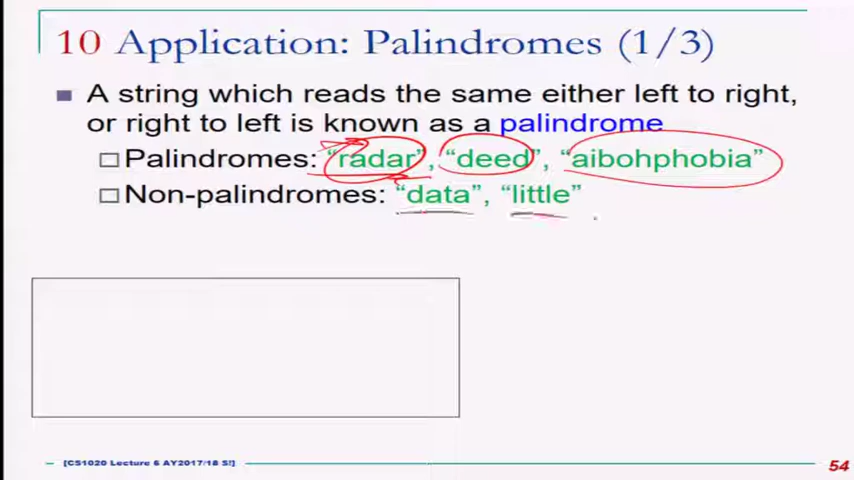 10 Application: Palindromes (1/3)
A string which reads the same either left to right,
or right to left is known as a palindrome
Palindromes: “radar”, “deed”, “aibohphobia”
Non-palindromes: “data”, “little”
[CS1020 Lecture 6 AY2017/18 S1]
54